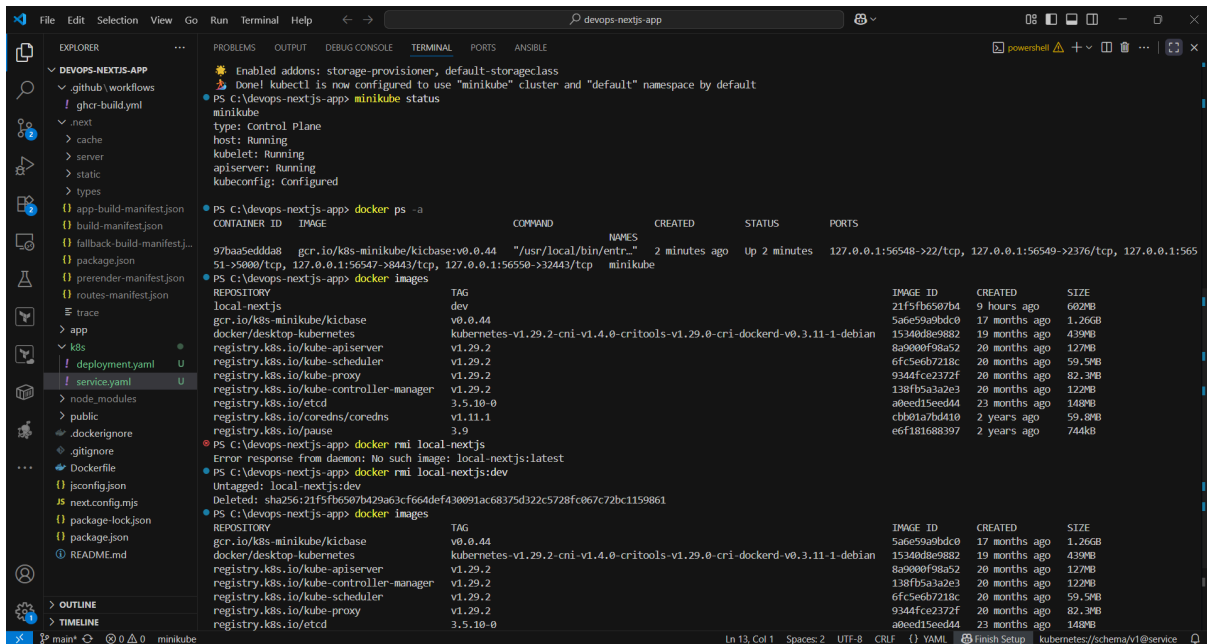 File Edit Selection View Go Run Terminal Help
devops-nextjs-app
EXPLORER
PROBLEMS OUTPUT DEBUG CONSOLE TERMINAL PORTS ANSIBLE
powershell
DEVOPS-NEXTJS-APP
.github \ workflows
ghcr-build.yml
.next
cache
server
static
types
app-build-manifest.json
build-manifest.json
fallback-build-manifest.j...
package.json
prerender-manifest.json
routes-manifest.json
trace
app
k8s
deployment.yaml U
service.yaml U
node_modules
public
.dockerignore
.gitignore
Dockerfile
jsconfig.json
next.config.mjs
package-lock.json
package.json
README.md
OUTLINE
TIMELINE
2
2
1
Enabled addons: storage-provisioner, default-storageclass
Done! kubectl is now configured to use "minikube" cluster and "default" namespace by default
PS C:\devops-nextjs-app> minikube status
minikube
type: Control Plane
host: Running
kubelet: Running
apiserver: Running
kubeconfig: Configured
PS C:\devops-nextjs-app> docker ps -a
CONTAINER ID IMAGE COMMAND CREATED STATUS PORTS
NAMES
97baa5eddda8 gcr.io/k8s-minikube/kicbase:v0.0.44 "/usr/local/bin/entr…" 2 minutes ago Up 2 minutes 127.0.0.1:56548->22/tcp, 127.0.0.1:56549->2376/tcp, 127.0.0.1:565
51->5000/tcp, 127.0.0.1:56547->8443/tcp, 127.0.0.1:56550->32443/tcp minikube
PS C:\devops-nextjs-app> docker images
REPOSITORY TAG IMAGE ID CREATED SIZE
local-nextjs dev 21f5fb6507b4 9 hours ago 602MB
gcr.io/k8s-minikube/kicbase v0.0.44 5a6e59a9bdc0 17 months ago 1.26GB
docker/desktop-kubernetes kubernetes-v1.29.2-cni-v1.4.0-critools-v1.29.0-cri-dockerd-v0.3.11-1-debian 15340d8e9882 19 months ago 439MB
registry.k8s.io/kube-apiserver v1.29.2 8a9000f98a52 20 months ago 127MB
registry.k8s.io/kube-scheduler v1.29.2 6fc5e6b7218c 20 months ago 59.5MB
registry.k8s.io/kube-proxy v1.29.2 9344fce2372f 20 months ago 82.3MB
registry.k8s.io/kube-controller-manager v1.29.2 138fb5a3a2e3 20 months ago 122MB
registry.k8s.io/etcd 3.5.10-0 a0eed15eed44 23 months ago 148MB
registry.k8s.io/coredns/coredns v1.11.1 cbb01a7bd410 2 years ago 59.8MB
registry.k8s.io/pause 3.9 e6f181688397 2 years ago 744kB
PS C:\devops-nextjs-app> docker rmi local-nextjs
Error response from daemon: No such image: local-nextjs:latest
PS C:\devops-nextjs-app> docker rmi local-nextjs:dev
Untagged: local-nextjs:dev
Deleted: sha256:21f5fb6507b429a63cf664def430091ac68375d322c5728fc067c72bc1159861
PS C:\devops-nextjs-app> docker images
REPOSITORY TAG IMAGE ID CREATED SIZE
gcr.io/k8s-minikube/kicbase v0.0.44 5a6e59a9bdc0 17 months ago 1.26GB
docker/desktop-kubernetes kubernetes-v1.29.2-cni-v1.4.0-critools-v1.29.0-cri-dockerd-v0.3.11-1-debian 15340d8e9882 19 months ago 439MB
registry.k8s.io/kube-apiserver v1.29.2 8a9000f98a52 20 months ago 127MB
registry.k8s.io/kube-controller-manager v1.29.2 138fb5a3a2e3 20 months ago 122MB
registry.k8s.io/kube-scheduler v1.29.2 6fc5e6b7218c 20 months ago 59.5MB
registry.k8s.io/kube-proxy v1.29.2 9344fce2372f 20 months ago 82.3MB
registry.k8s.io/etcd 3.5.10-0 a0eed15eed44 23 months ago 148MB
main* 0 0 minikube Ln 13, Col 1 Spaces: 2 UTF-8 CRLF {} YAML Finish Setup kubernetes://schema/v1@service